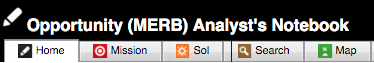 Opportunity (MERB) Analyst's Notebook
Home Mission Sol Search Map